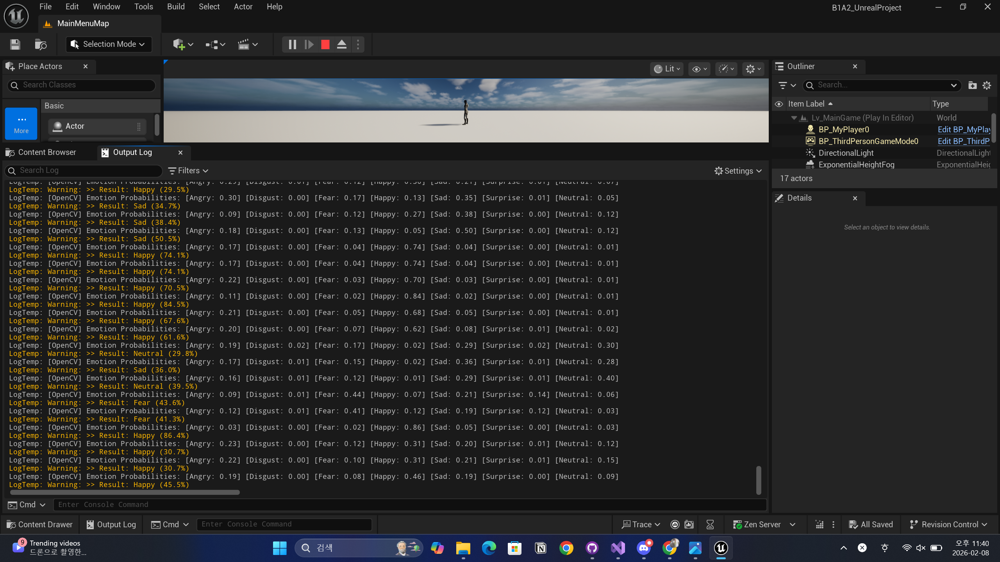 File Edit Window Tools Build Select Actor Help
B1A2_UnrealProject
MainMenuMap
Selection Mode
Place Actors
Search Classes
Basic
More
Actor
Lit
Outliner
Search...
Item Label Type
Lv_MainGame (Play In Editor) World
BP_MyPlayer0 Edit BP_MyPlay
BP_ThirdPersonGameMode0 Edit BP_ThirdP
DirectionalLight DirectionalLight
ExponentialHeightFog ExponentialHeig
17 actors
Details
Select an object to view details.
Content Browser
Output Log
Search Log
Filters
Settings
LogTemp: [OpenCV] Emotion Probabilities: [Angry: 0.29] [Disgust: 0.01] [Fear: 0.12] [Happy: 0.30] [Sad: 0.21] [Surprise: 0.01] [Neutral: 0.07]
LogTemp: Warning: >> Result: Happy (29.5%)
LogTemp: [OpenCV] Emotion Probabilities: [Angry: 0.30] [Disgust: 0.00] [Fear: 0.17] [Happy: 0.13] [Sad: 0.35] [Surprise: 0.01] [Neutral: 0.05]
LogTemp: Warning: >> Result: Sad (34.7%)
LogTemp: [OpenCV] Emotion Probabilities: [Angry: 0.09] [Disgust: 0.00] [Fear: 0.12] [Happy: 0.27] [Sad: 0.38] [Surprise: 0.00] [Neutral: 0.12]
LogTemp: Warning: >> Result: Sad (38.4%)
LogTemp: [OpenCV] Emotion Probabilities: [Angry: 0.18] [Disgust: 0.00] [Fear: 0.13] [Happy: 0.05] [Sad: 0.50] [Surprise: 0.00] [Neutral: 0.12]
LogTemp: Warning: >> Result: Sad (50.5%)
LogTemp: [OpenCV] Emotion Probabilities: [Angry: 0.17] [Disgust: 0.00] [Fear: 0.04] [Happy: 0.74] [Sad: 0.04] [Surprise: 0.00] [Neutral: 0.01]
LogTemp: Warning: >> Result: Happy (74.1%)
LogTemp: [OpenCV] Emotion Probabilities: [Angry: 0.17] [Disgust: 0.00] [Fear: 0.04] [Happy: 0.74] [Sad: 0.04] [Surprise: 0.00] [Neutral: 0.01]
LogTemp: Warning: >> Result: Happy (74.1%)
LogTemp: [OpenCV] Emotion Probabilities: [Angry: 0.22] [Disgust: 0.00] [Fear: 0.03] [Happy: 0.70] [Sad: 0.03] [Surprise: 0.00] [Neutral: 0.01]
LogTemp: Warning: >> Result: Happy (70.5%)
LogTemp: [OpenCV] Emotion Probabilities: [Angry: 0.11] [Disgust: 0.00] [Fear: 0.02] [Happy: 0.84] [Sad: 0.02] [Surprise: 0.00] [Neutral: 0.01]
LogTemp: Warning: >> Result: Happy (84.5%)
LogTemp: [OpenCV] Emotion Probabilities: [Angry: 0.21] [Disgust: 0.00] [Fear: 0.05] [Happy: 0.68] [Sad: 0.05] [Surprise: 0.00] [Neutral: 0.01]
LogTemp: Warning: >> Result: Happy (67.6%)
LogTemp: [OpenCV] Emotion Probabilities: [Angry: 0.20] [Disgust: 0.00] [Fear: 0.07] [Happy: 0.62] [Sad: 0.08] [Surprise: 0.01] [Neutral: 0.02]
LogTemp: Warning: >> Result: Happy (61.6%)
LogTemp: [OpenCV] Emotion Probabilities: [Angry: 0.19] [Disgust: 0.02] [Fear: 0.17] [Happy: 0.02] [Sad: 0.29] [Surprise: 0.02] [Neutral: 0.30]
LogTemp: Warning: >> Result: Neutral (29.8%)
LogTemp: [OpenCV] Emotion Probabilities: [Angry: 0.17] [Disgust: 0.01] [Fear: 0.15] [Happy: 0.02] [Sad: 0.36] [Surprise: 0.01] [Neutral: 0.28]
LogTemp: Warning: >> Result: Sad (36.0%)
LogTemp: [OpenCV] Emotion Probabilities: [Angry: 0.16] [Disgust: 0.01] [Fear: 0.12] [Happy: 0.01] [Sad: 0.29] [Surprise: 0.01] [Neutral: 0.40]
LogTemp: Warning: >> Result: Neutral (39.5%)
LogTemp: [OpenCV] Emotion Probabilities: [Angry: 0.09] [Disgust: 0.01] [Fear: 0.44] [Happy: 0.07] [Sad: 0.21] [Surprise: 0.14] [Neutral: 0.06]
LogTemp: Warning: >> Result: Fear (43.6%)
LogTemp: [OpenCV] Emotion Probabilities: [Angry: 0.12] [Disgust: 0.01] [Fear: 0.41] [Happy: 0.12] [Sad: 0.19] [Surprise: 0.12] [Neutral: 0.03]
LogTemp: Warning: >> Result: Fear (41.3%)
LogTemp: [OpenCV] Emotion Probabilities: [Angry: 0.03] [Disgust: 0.00] [Fear: 0.02] [Happy: 0.86] [Sad: 0.05] [Surprise: 0.00] [Neutral: 0.03]
LogTemp: Warning: >> Result: Happy (86.4%)
LogTemp: [OpenCV] Emotion Probabilities: [Angry: 0.23] [Disgust: 0.00] [Fear: 0.12] [Happy: 0.31] [Sad: 0.20] [Surprise: 0.01] [Neutral: 0.12]
LogTemp: Warning: >> Result: Happy (30.7%)
LogTemp: [OpenCV] Emotion Probabilities: [Angry: 0.22] [Disgust: 0.00] [Fear: 0.10] [Happy: 0.31] [Sad: 0.21] [Surprise: 0.01] [Neutral: 0.15]
LogTemp: Warning: >> Result: Happy (30.7%)
LogTemp: [OpenCV] Emotion Probabilities: [Angry: 0.19] [Disgust: 0.00] [Fear: 0.08] [Happy: 0.46] [Sad: 0.19] [Surprise: 0.00] [Neutral: 0.09]
LogTemp: Warning: >> Result: Happy (45.5%)
Cmd Enter Console Command
Content Drawer Output Log Cmd Enter Console Command Trace Zen Server All Saved Revision Control
9
Trending videos
드론으로 촬영한...
검색
오후 11:40
2026-02-08